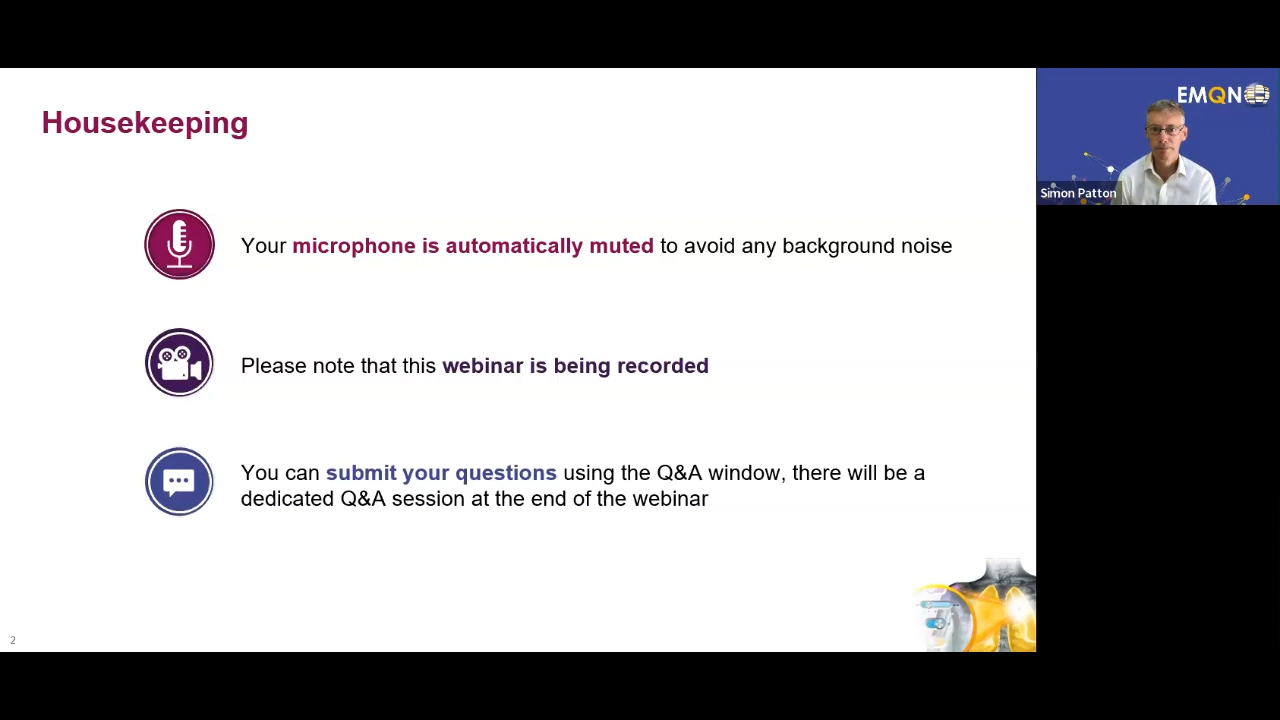 Housekeeping
EMQN
Simon Patton
Your microphone is automatically muted to avoid any background noise
Please note that this webinar is being recorded
You can submit your questions using the Q&A window, there will be a
dedicated Q&A session at the end of the webinar
2